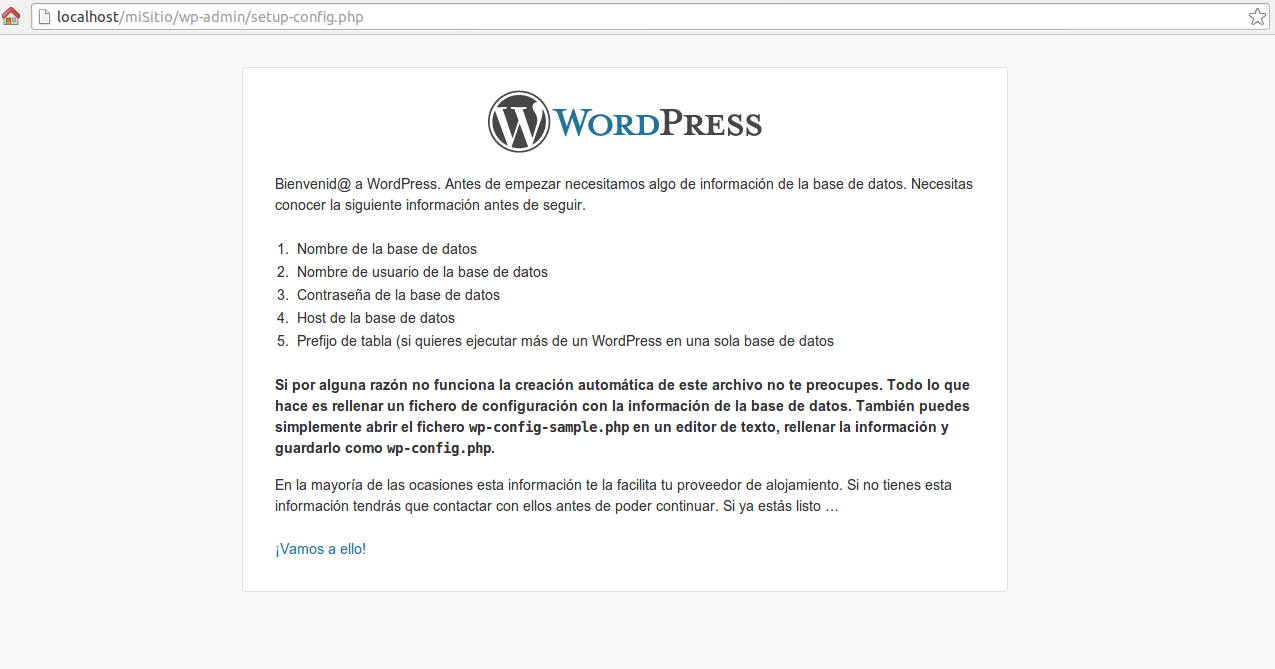 localhost/miSitio/wp-admin/setup-config.php
WORDPRESS
Bienvenid@ a WordPress. Antes de empezar necesitamos algo de información de la base de datos. Necesitas
conocer la siguiente información antes de seguir.
1. Nombre de la base de datos
2. Nombre de usuario de la base de datos
3. Contraseña de la base de datos
4. Host de la base de datos
5. Prefijo de tabla (si quieres ejecutar más de un WordPress en una sola base de datos
Si por alguna razón no funciona la creación automática de este archivo no te preocupes. Todo lo que
hace es rellenar un fichero de configuración con la información de la base de datos. También puedes
simplemente abrir el fichero wp-config-sample.php en un editor de texto, rellenar la información y
guardarlo como wp-config.php.
En la mayoría de las ocasiones esta información te la facilita tu proveedor de alojamiento. Si no tienes esta
información tendrás que contactar con ellos antes de poder continuar. Si ya estás listo …
¡Vamos a ello!